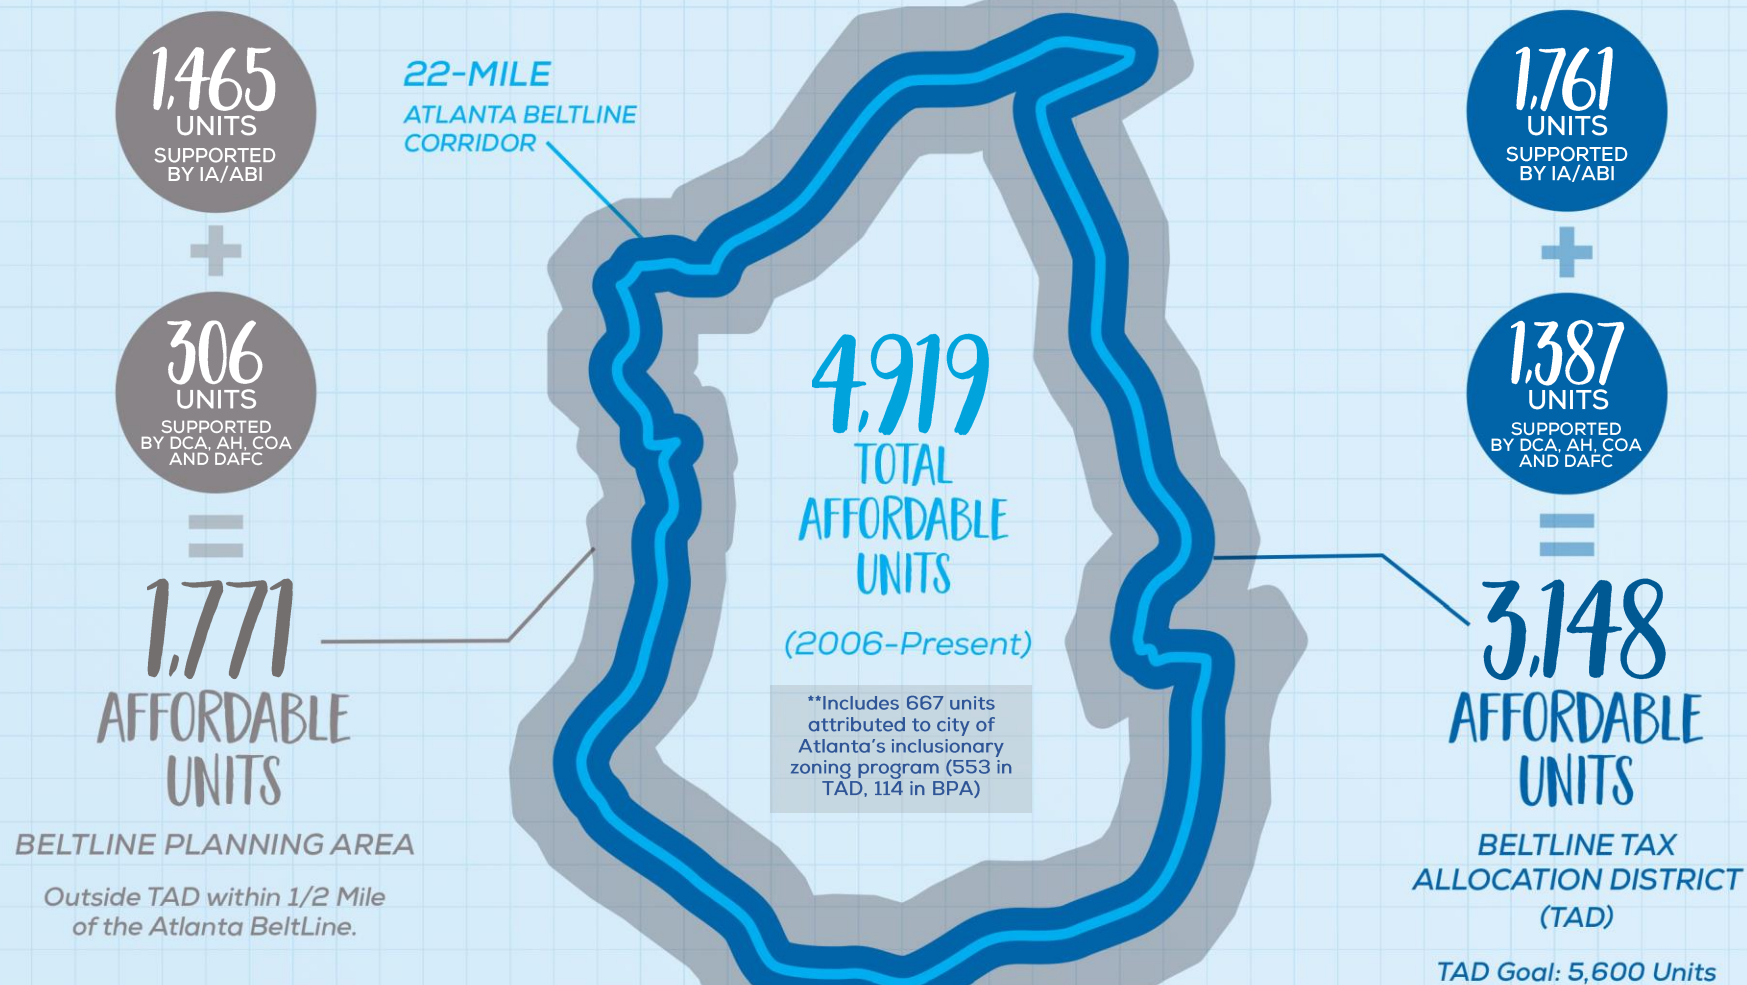 1,465
UNITS
SUPPORTED
BY IA/ABI
306
UNITS
SUPPORTED
BY DCA, AH, COA
AND DAFC
1,771
AFFORDABLE
UNITS
BELTLINE PLANNING AREA
Outside TAD within 1/2 Mile
of the Atlanta BeltLine.
22-MILE
ATLANTA BELTLINE
CORRIDOR
4,919
TOTAL
AFFORDABLE
UNITS
(2006-Present)
**Includes 667 units
attributed to city of
Atlanta's inclusionary
zoning program (553 in
TAD, 114 in BPA)
1,761
UNITS
SUPPORTED
BY IA/ABI
1,387
UNITS
SUPPORTED
BY DCA, AH, COA
AND DAFC
3,148
AFFORDABLE
UNITS
BELTLINE TAX
ALLOCATION DISTRICT
(TAD)
TAD Goal: 5,600 Units